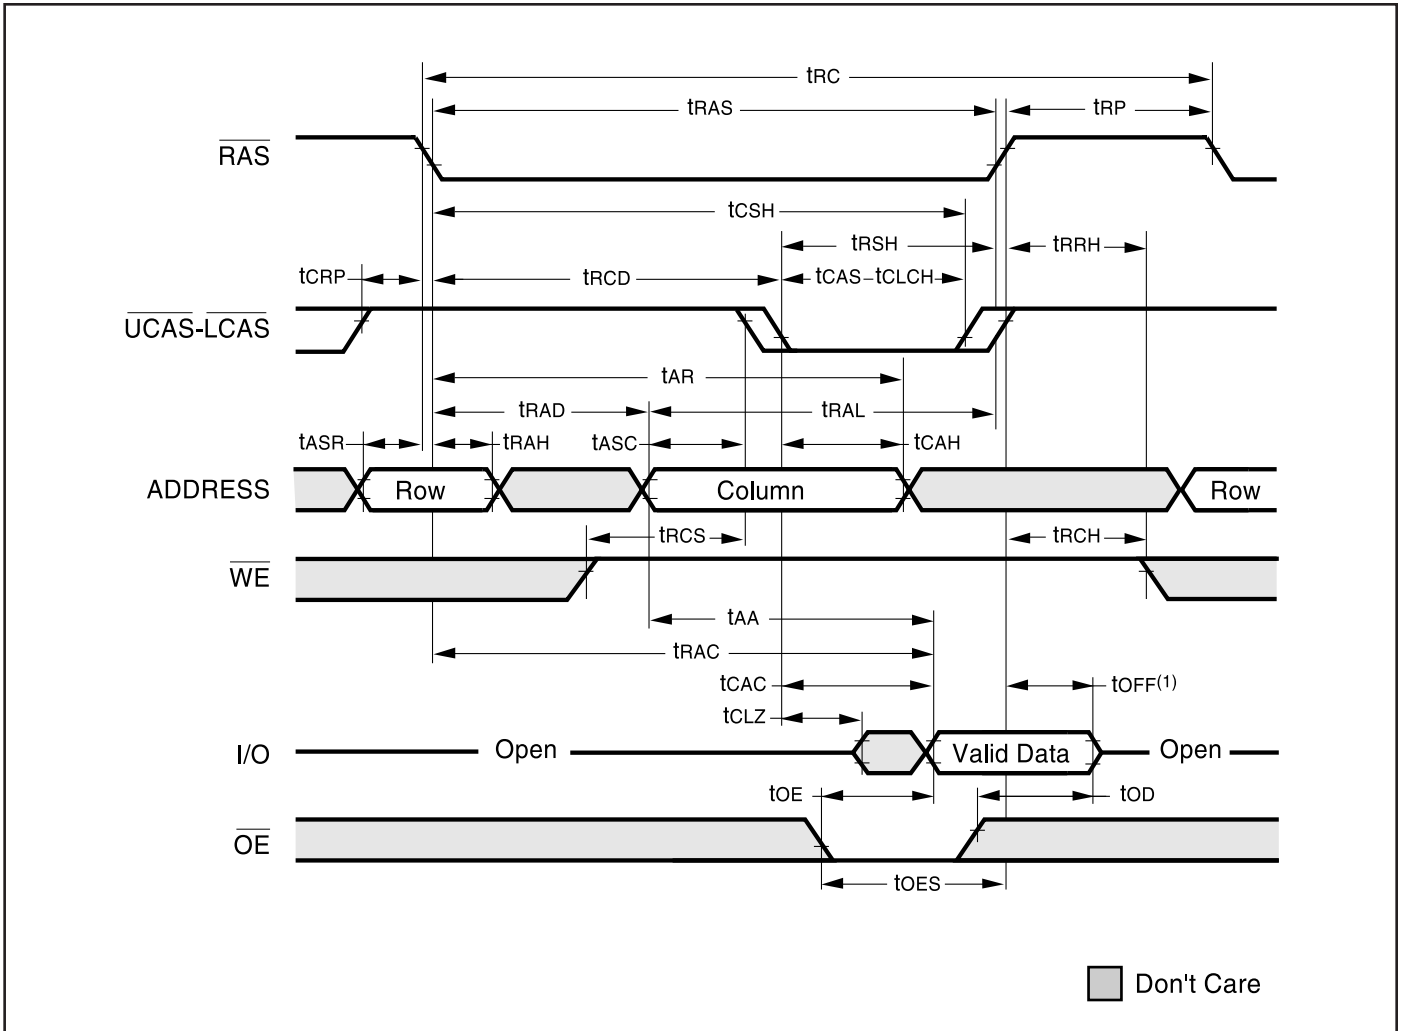 tRC
tRAS tRP
RAS
tCSH
tRSH tRRH
tCRP tRCD tCAS-tCLCH
UCAS-LCAS
tAR
tRAD tRAL
tASR tRAH tASC tCAH
ADDRESS Row Column Row
tRCS tRCH
WE
tAA
tRAC
tCAC tOFF(1)
tCLZ
I/O Open Valid Data Open
tOE tOD
OE
tOES
Don't Care